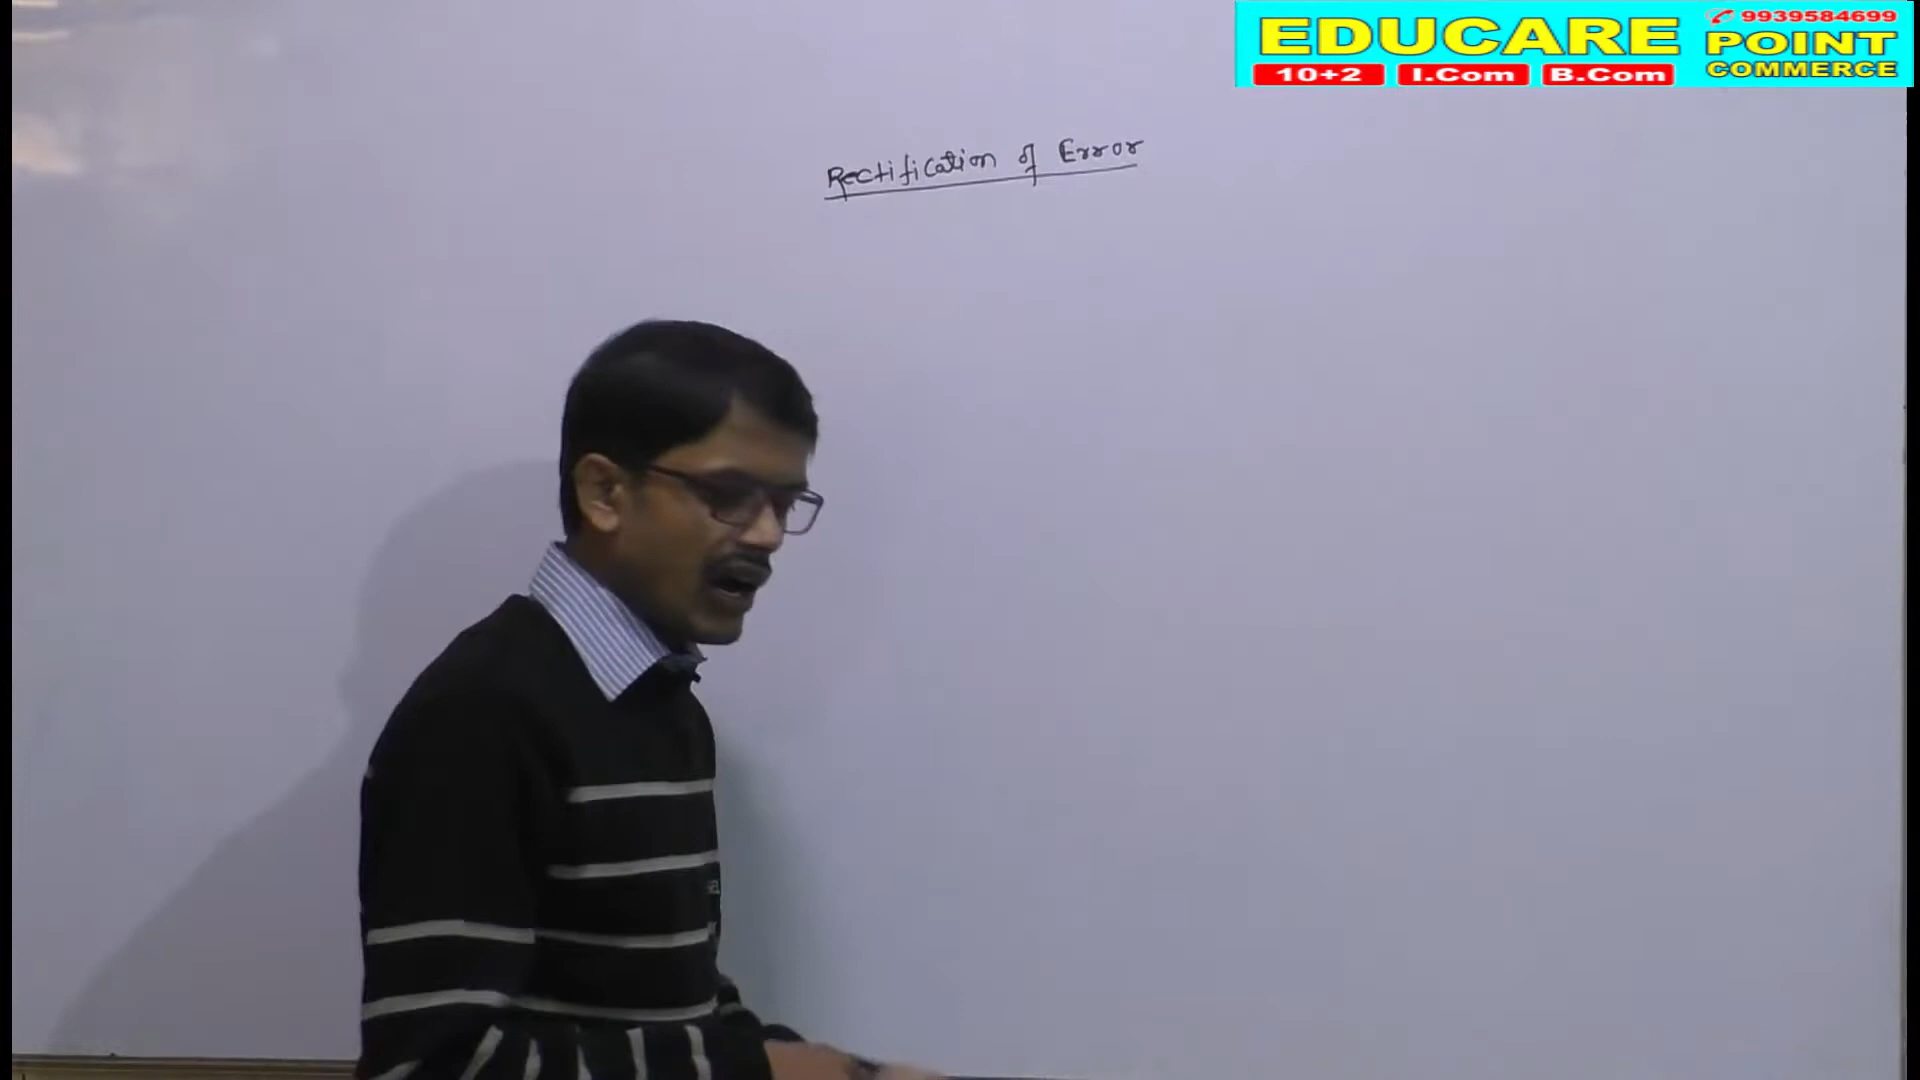 EDUCARE
10+2 I.Com B.Com
9939584699
POINT
COMMERCE
Rectification of Error